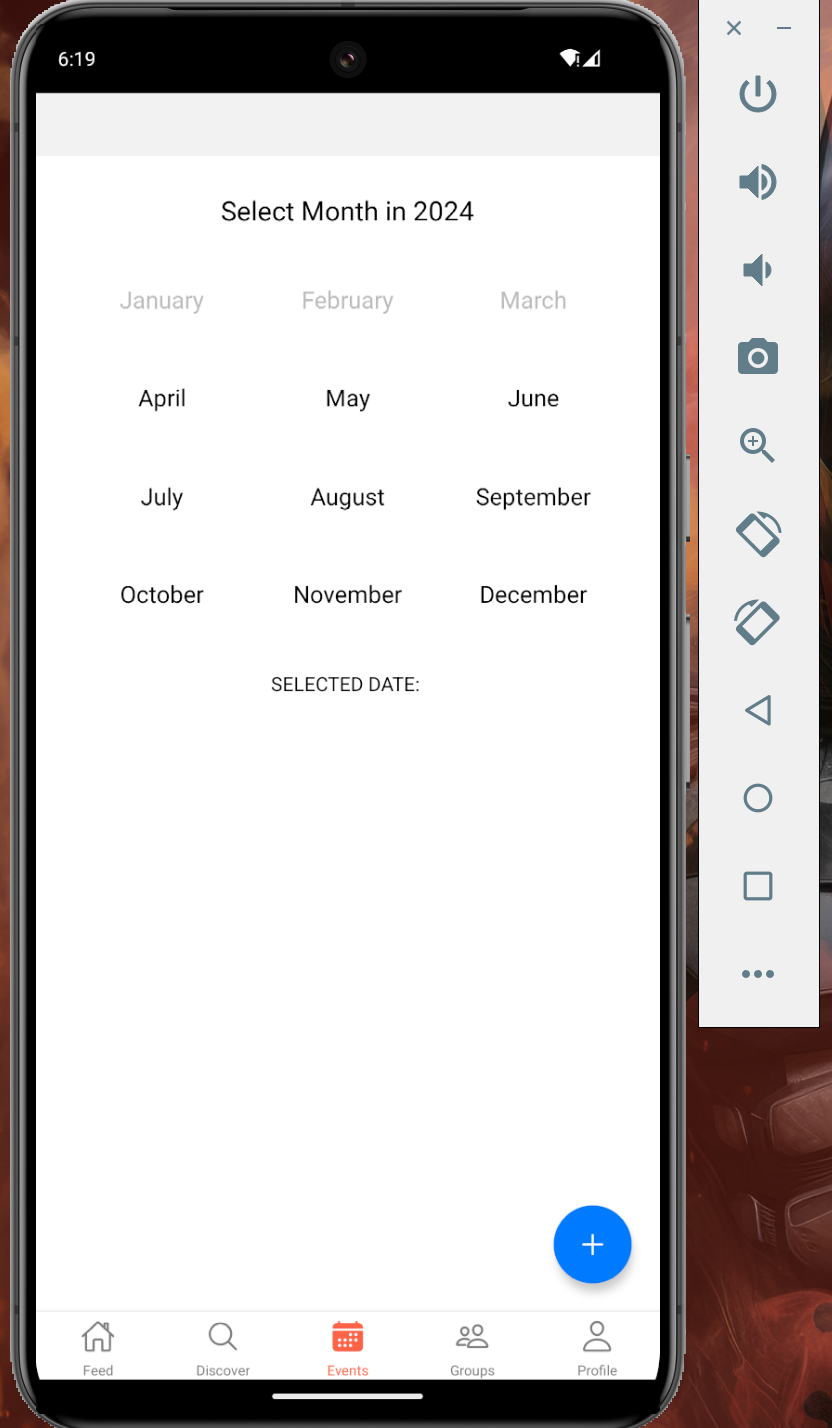 6:19
Select Month in 2024
January February March
April May June
July August September
October November December
SELECTED DATE:
Feed Discover Events Groups Profile